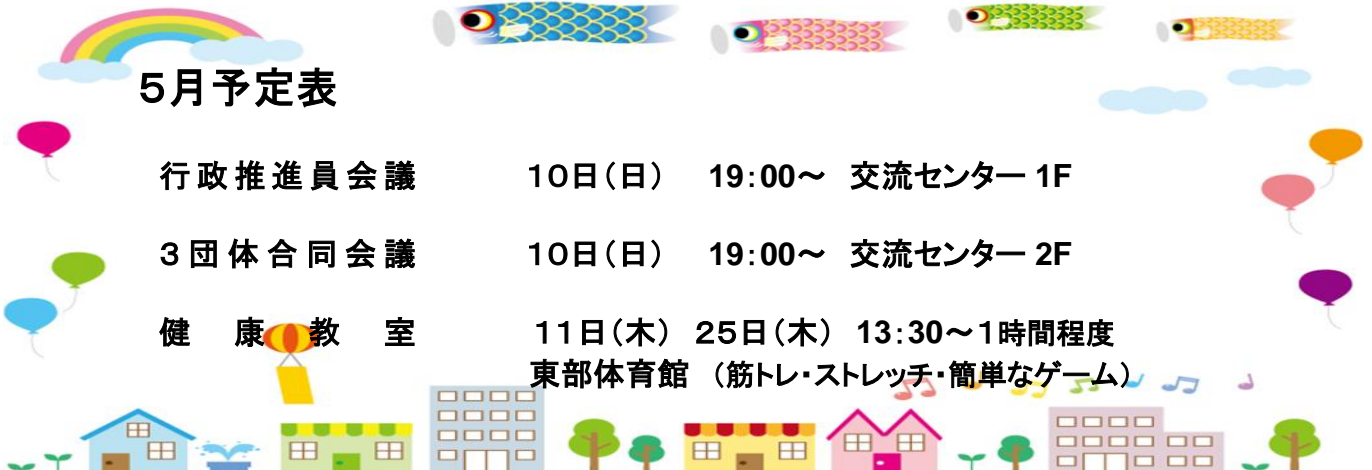 ５月予定表
行政推進員会議　１０日（日）　19：00～　交流センター 1F
３団体合同会議　１０日（日）　19：00～　交流センター 2F
健康教室　１１日（木）　２５日（木）　13：30～１時間程度
東部体育館　（筋トレ・ストレッチ・簡単なゲーム）